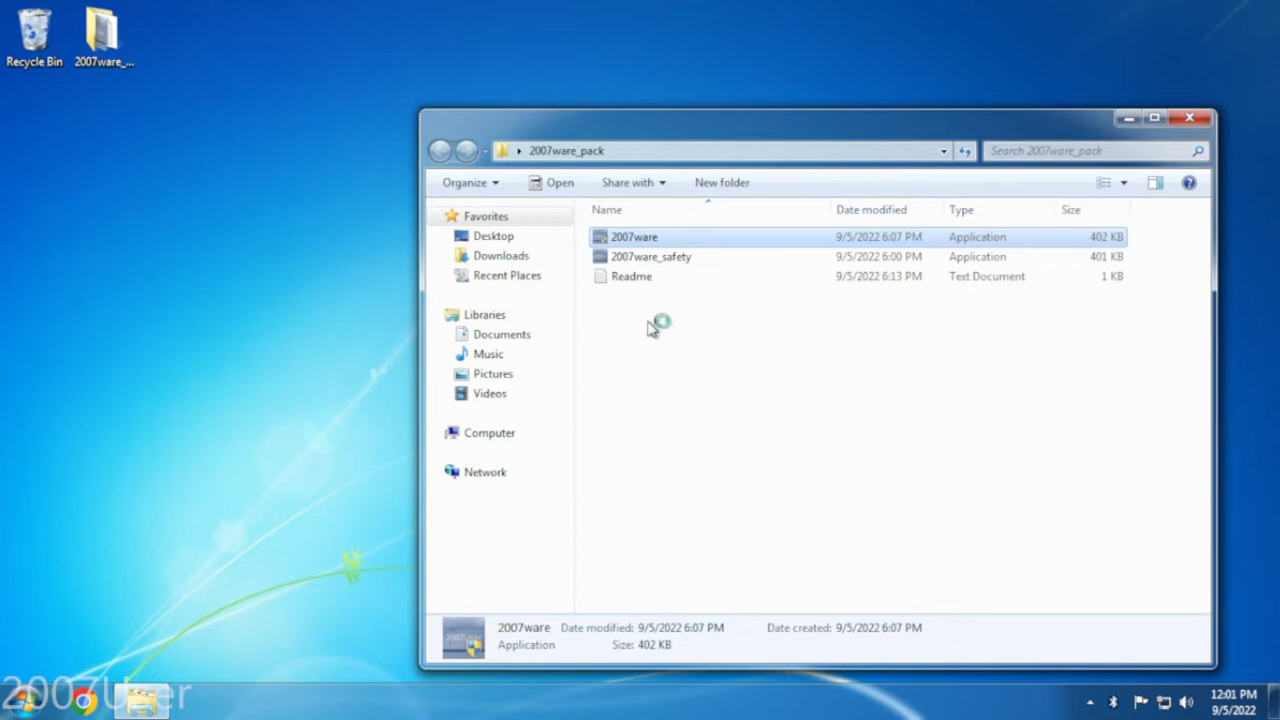 Recycle Bin
2007ware_...
2007ware_pack
Search 2007ware_pack
Organize
Open
Share with
New folder
Favorites
Desktop
Downloads
Recent Places
Libraries
Documents
Music
Pictures
Videos
Computer
Network
Name Date modified Type Size
2007ware 9/5/2022 6:07 PM Application 402 KB
2007ware_safety 9/5/2022 6:00 PM Application 401 KB
Readme 9/5/2022 6:13 PM Text Document 1 KB
2007ware Date modified: 9/5/2022 6:07 PM Date created: 9/5/2022 6:07 PM
Application Size: 402 KB
2007User
12:01 PM
9/5/2022